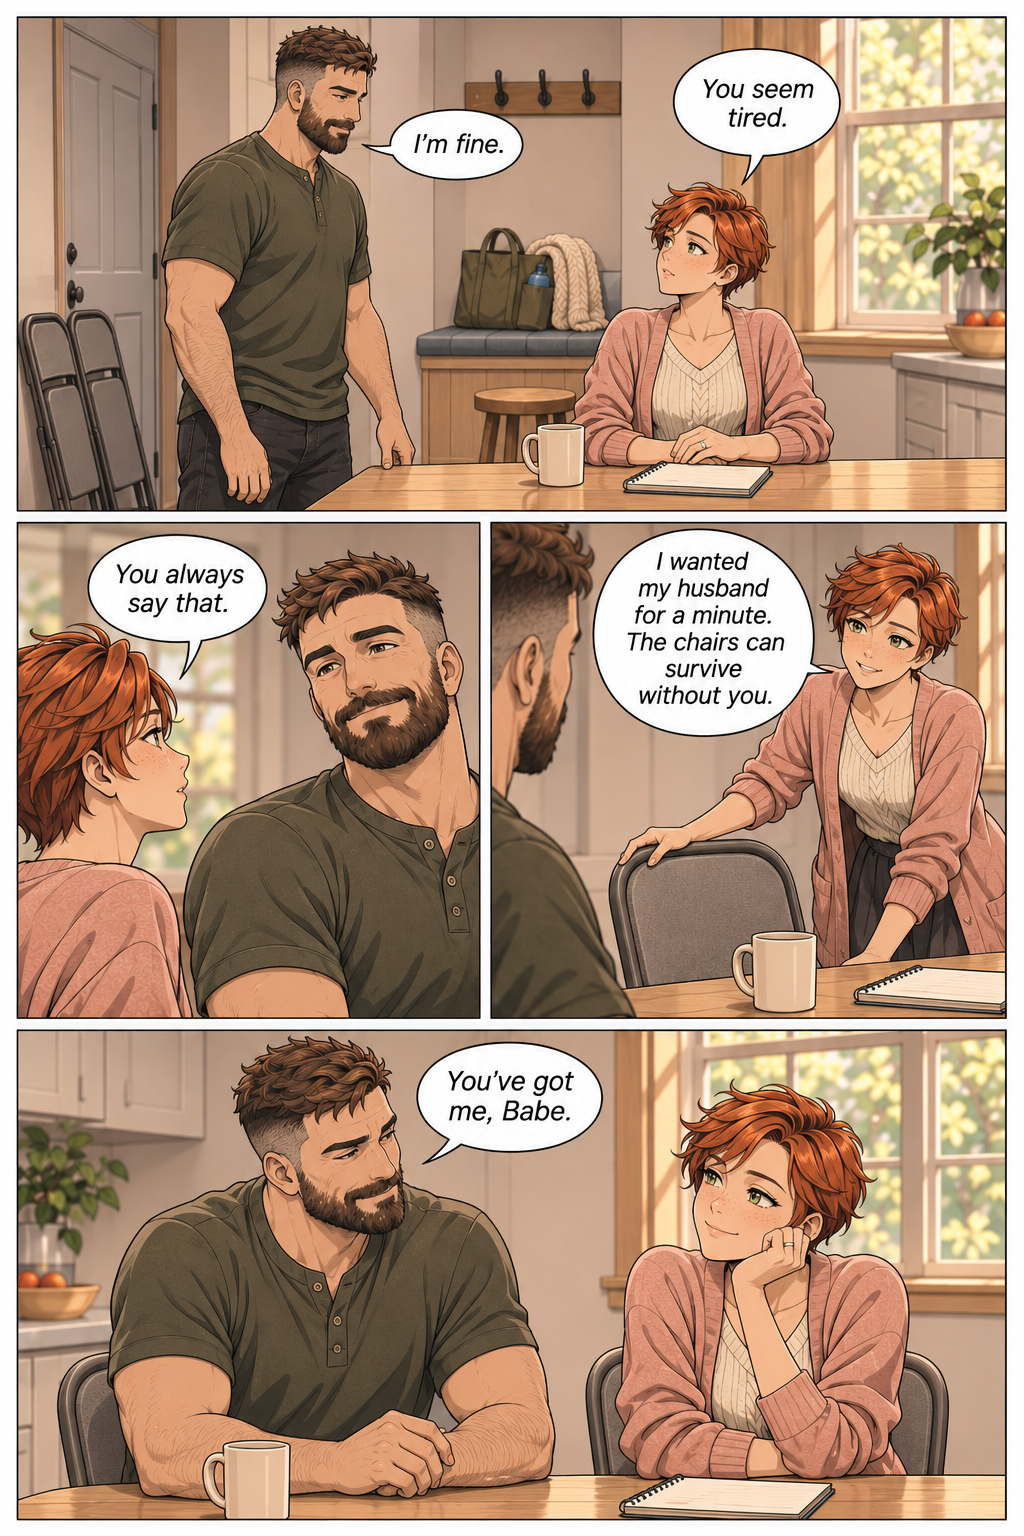 I'm fine.
You seem
tired.
You always
say that.
I wanted
my husband
for a minute.
The chairs can
survive
without you.
You've got
me, Babe.